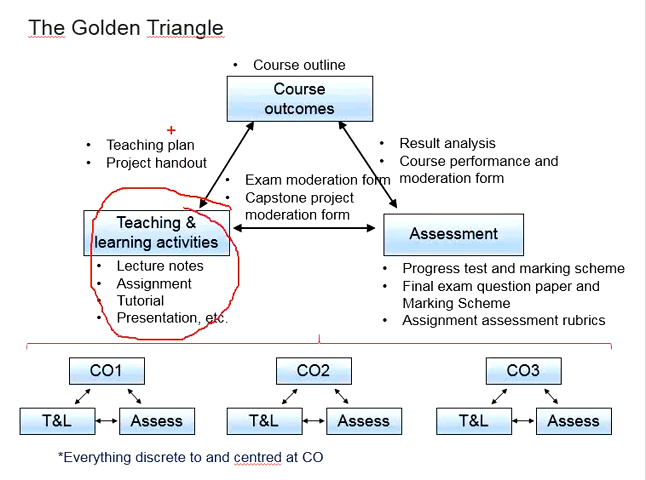 The Golden Triangle
• Course outline
Course
outcomes
• Teaching plan
• Project handout
• Result analysis
• Course performance and
moderation form
• Exam moderation form
• Capstone project
moderation form
Teaching &
learning activities
Assessment
• Lecture notes
• Assignment
• Tutorial
• Presentation, etc.
• Progress test and marking scheme
• Final exam question paper and
Marking Scheme
• Assignment assessment rubrics
CO1
T&L
Assess
CO2
T&L
Assess
CO3
T&L
Assess
*Everything discrete to and centred at CO